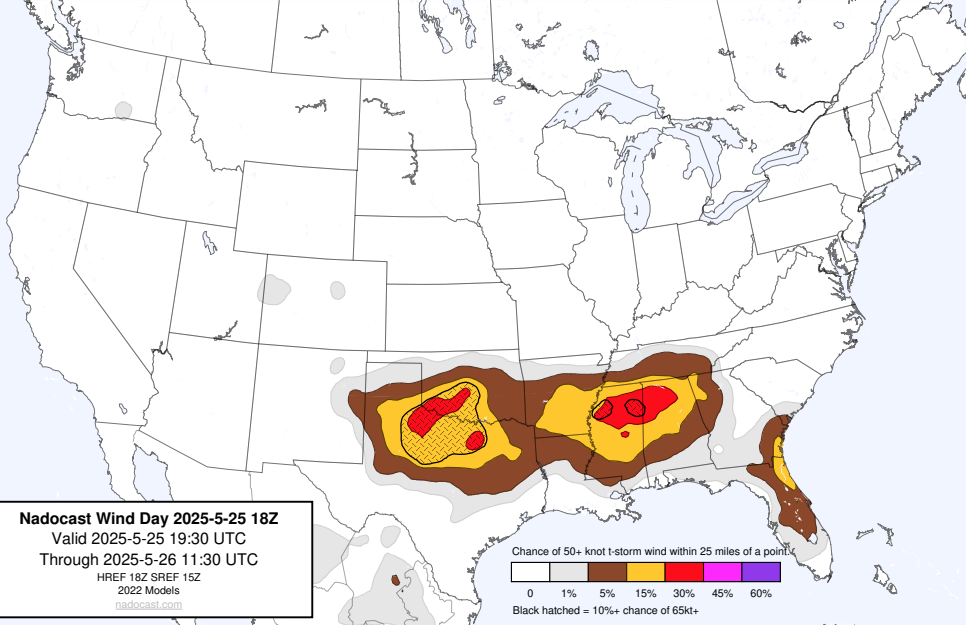 Nadocast Wind Day 2025-5-25 18Z
Valid 2025-5-25 19:30 UTC
Through 2025-5-26 11:30 UTC
HREF 18Z SREF 15Z
2022 Models
nadocast.com
Chance of 50+ knot t-storm wind within 25 miles of a point.
0 1% 5% 15% 30% 45% 60%
Black hatched = 10%+ chance of 65kt+